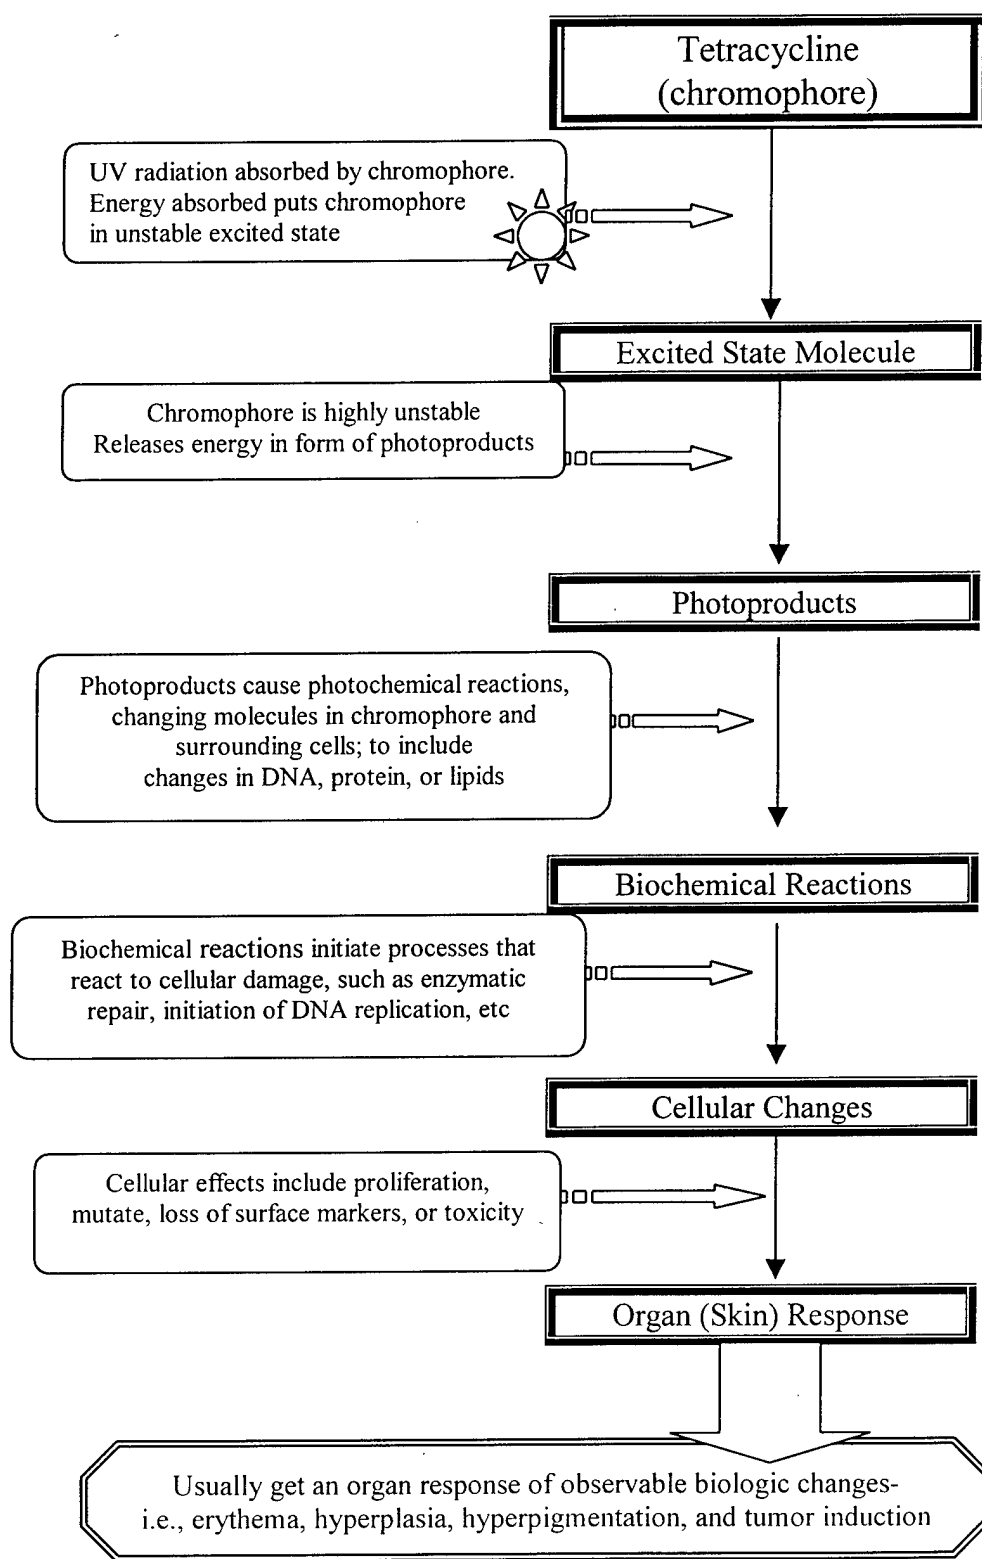 Tetracycline
(chromophore)
UV radiation absorbed by chromophore.
Energy absorbed puts chromophore
in unstable excited state
Excited State Molecule
Chromophore is highly unstable
Releases energy in form of photoproducts
Photoproducts
Photoproducts cause photochemical reactions,
changing molecules in chromophore and
surrounding cells; to include
changes in DNA, protein, or lipids
Biochemical Reactions
Biochemical reactions initiate processes that
react to cellular damage, such as enzymatic
repair, initiation of DNA replication, etc
Cellular Changes
Cellular effects include proliferation,
mutate, loss of surface markers, or toxicity
Organ (Skin) Response
Usually get an organ response of observable biologic changes-
i.e., erythema, hyperplasia, hyperpigmentation, and tumor induction